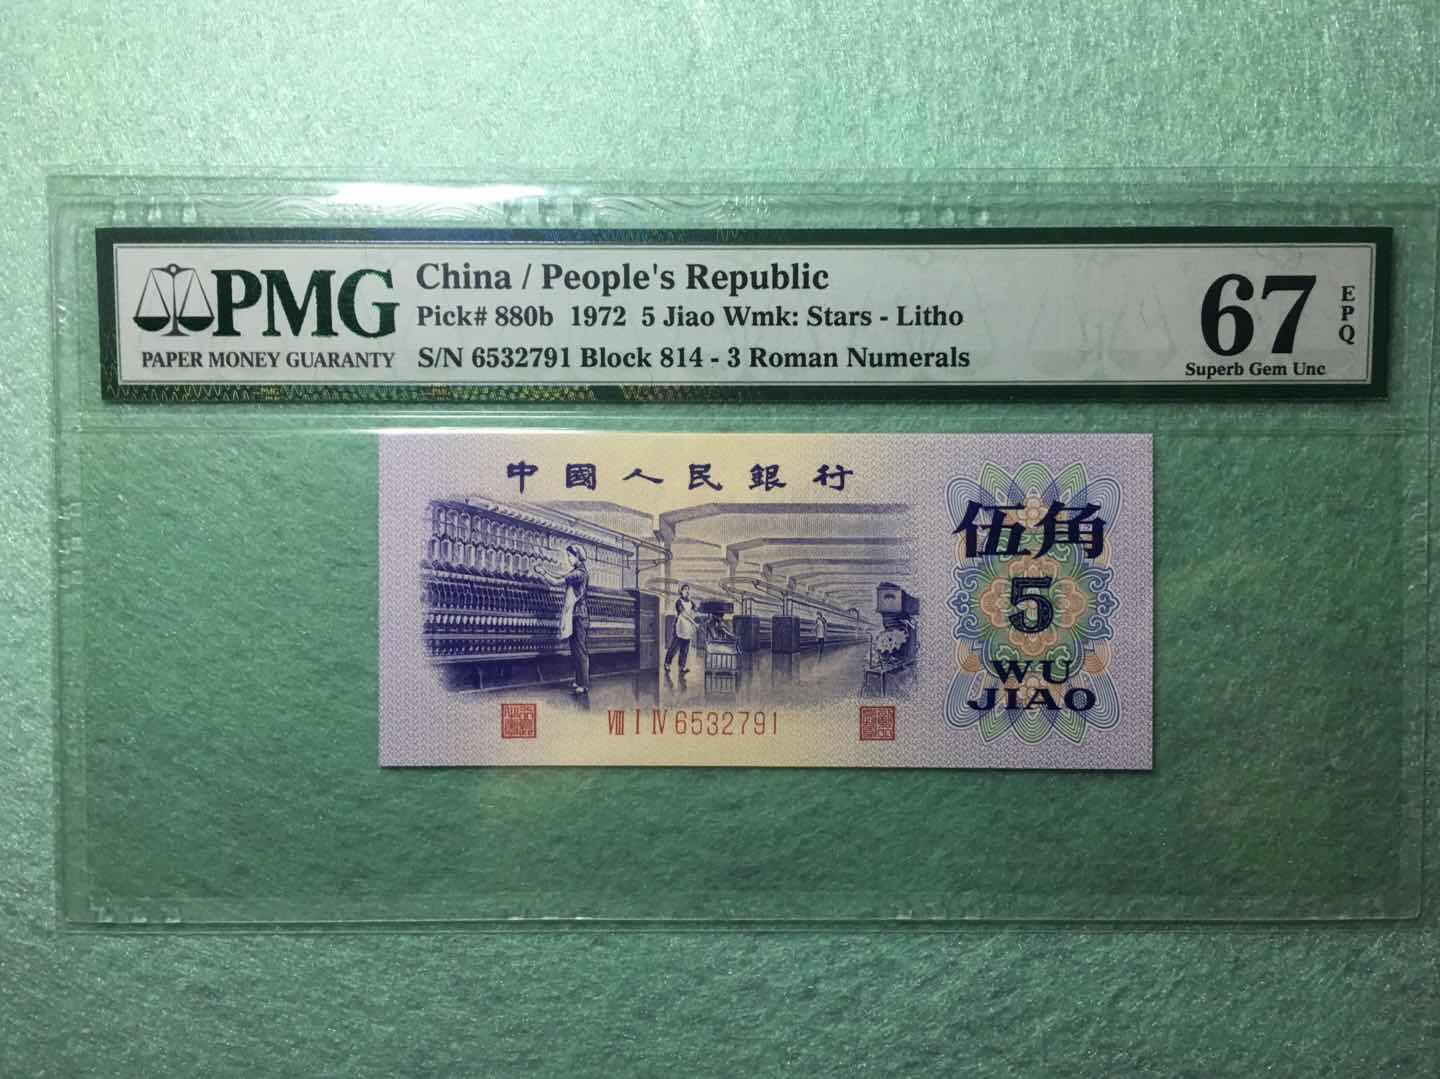 PMG
PAPER MONEY GUARANTY
China / People's Republic
Pick# 880b 1972 5 Jiao Wmk: Stars - Litho
S/N 6532791 Block 814 - 3 Roman Numerals
67
EPQ
Superb Gem Unc
中國人民銀行
伍角
5
WU
JIAO
Ⅷ Ⅰ Ⅳ 6532791